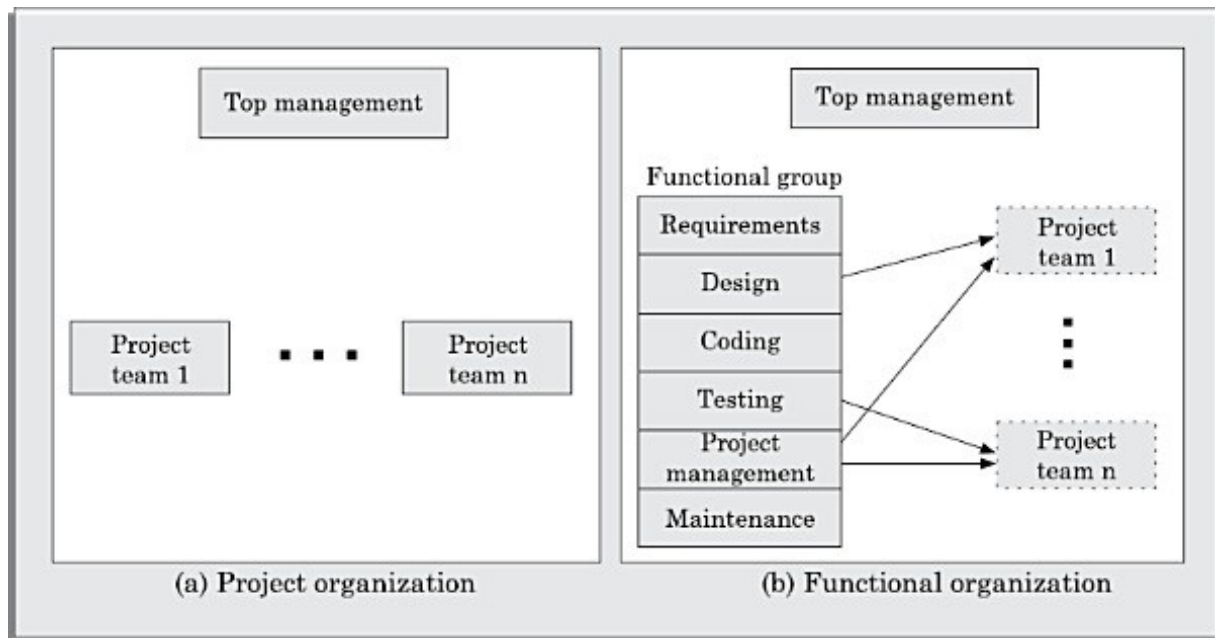 Top management
Project
team 1
Project
team n
(a) Project organization
Top management
Functional group
Requirements
Design
Coding
Testing
Project
management
Maintenance
Project
team 1
Project
team n
(b) Functional organization